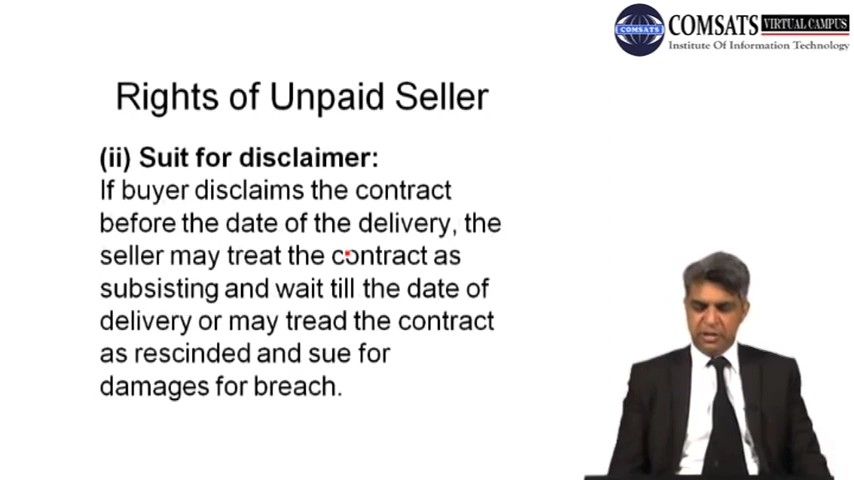 COMSATS
COMSATS VIRTUAL CAMPUS
Institute Of Information Technology
Rights of Unpaid Seller
(ii) Suit for disclaimer:
If buyer disclaims the contract
before the date of the delivery, the
seller may treat the contract as
subsisting and wait till the date of
delivery or may tread the contract
as rescinded and sue for
damages for breach.